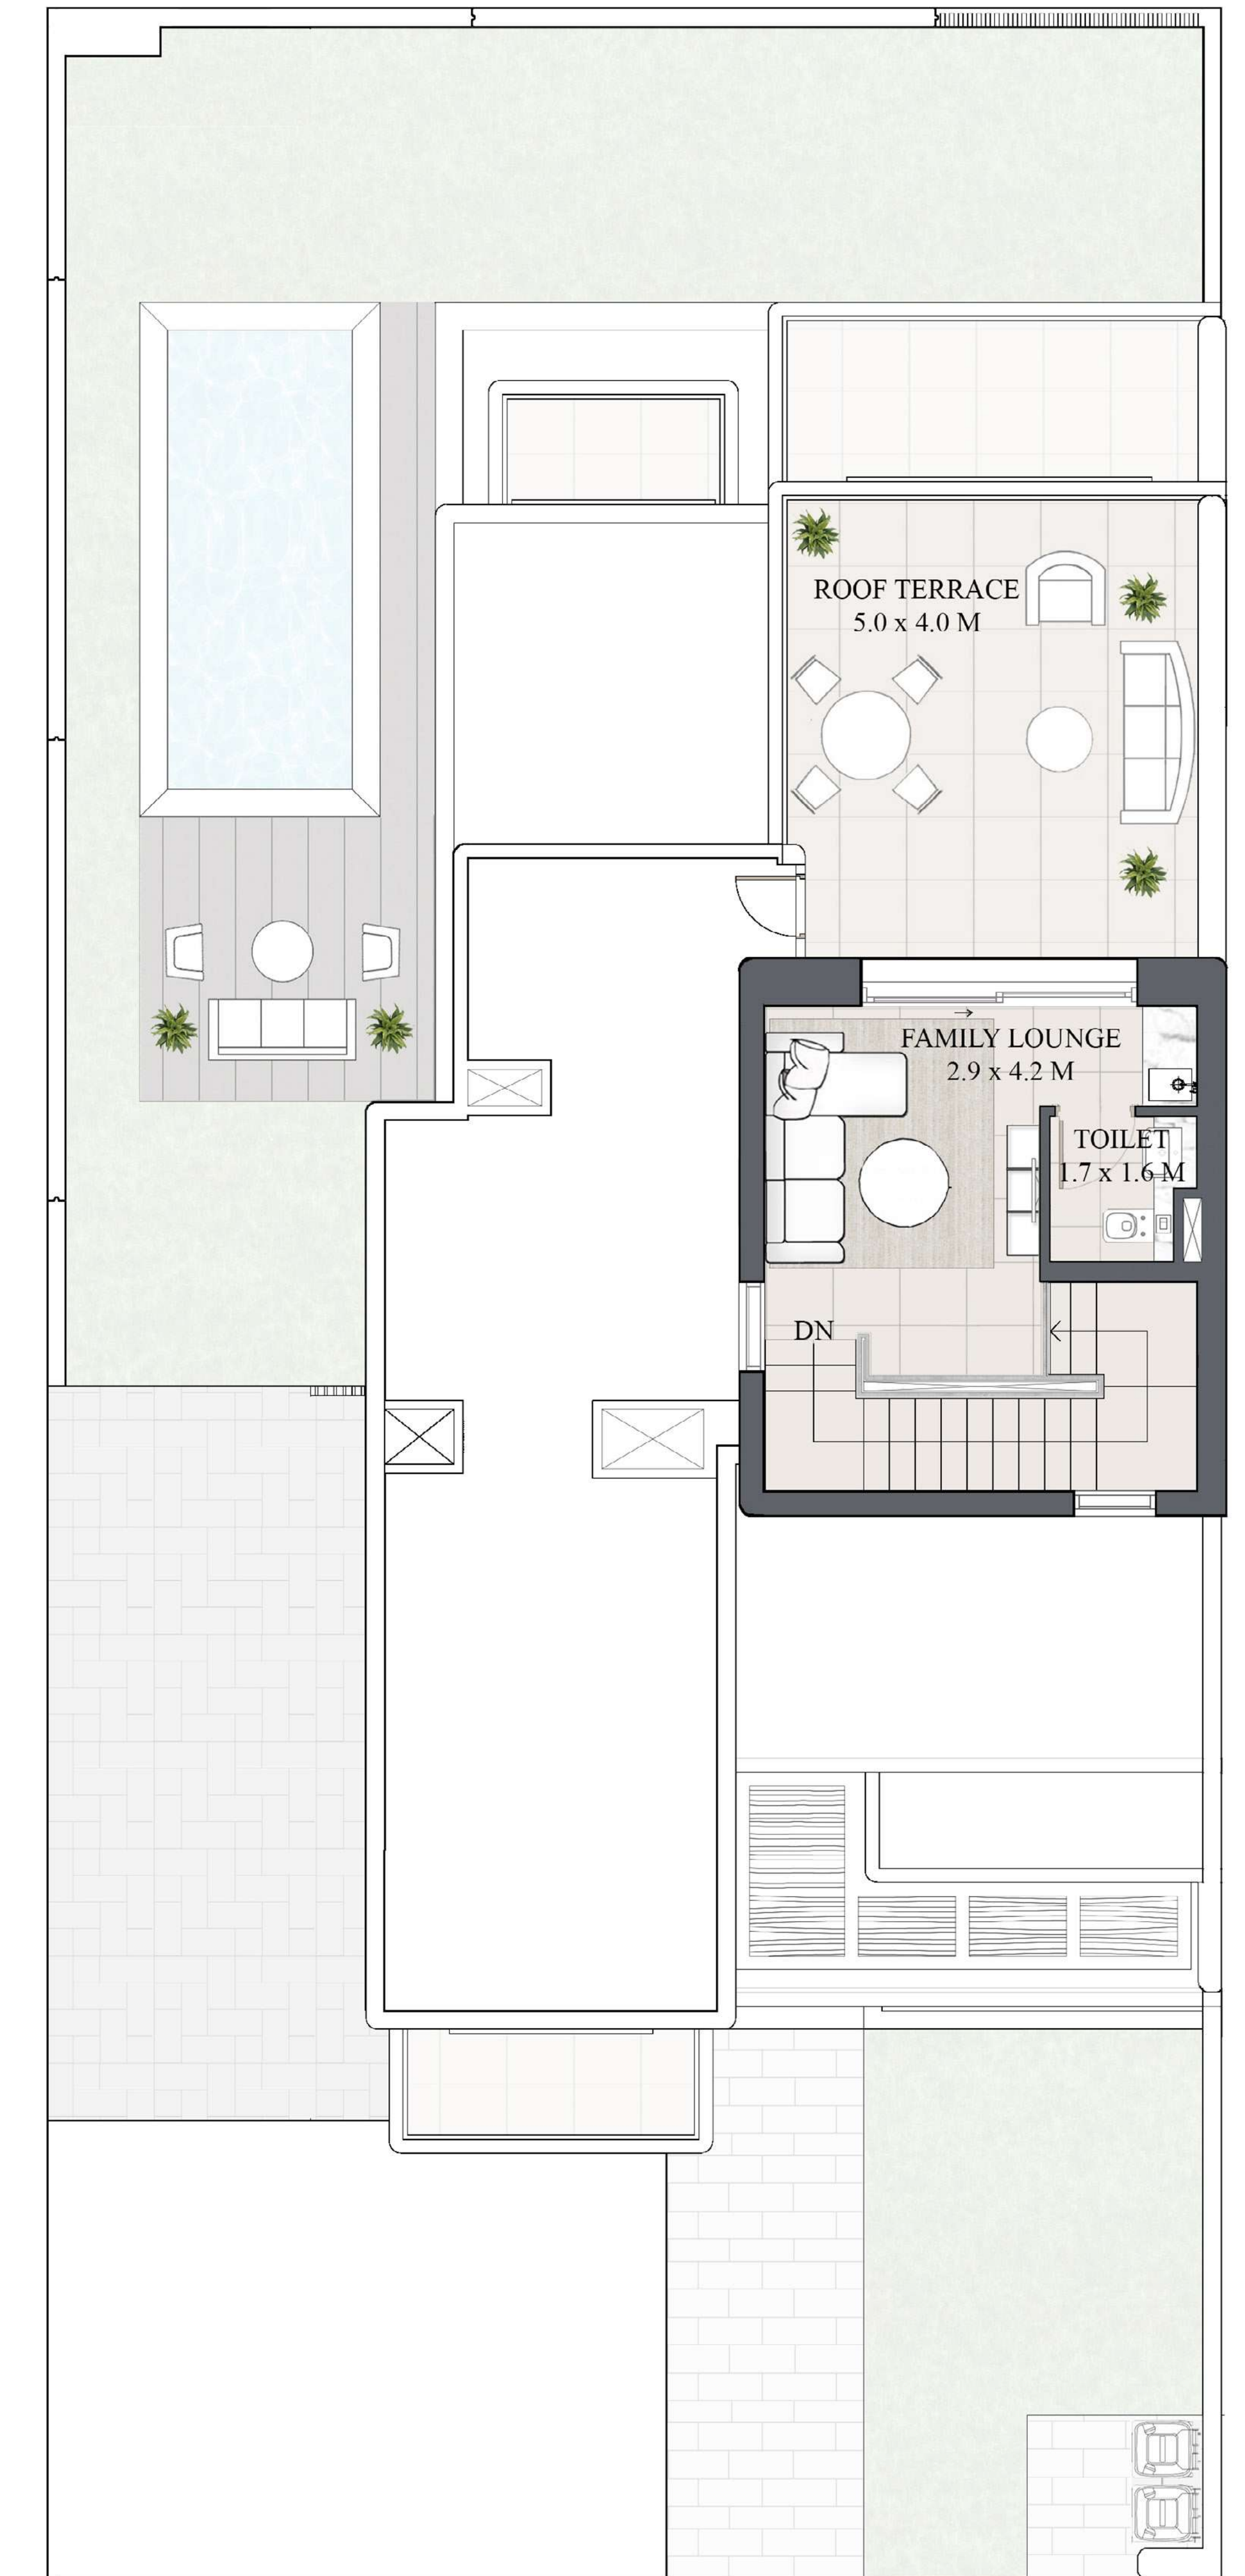 ROOF TERRACE
5.0 x 4.0 M
FAMILY LOUNGE
2.9 x 4.2 M
TOILET
1.7 x 1.6 M
DN